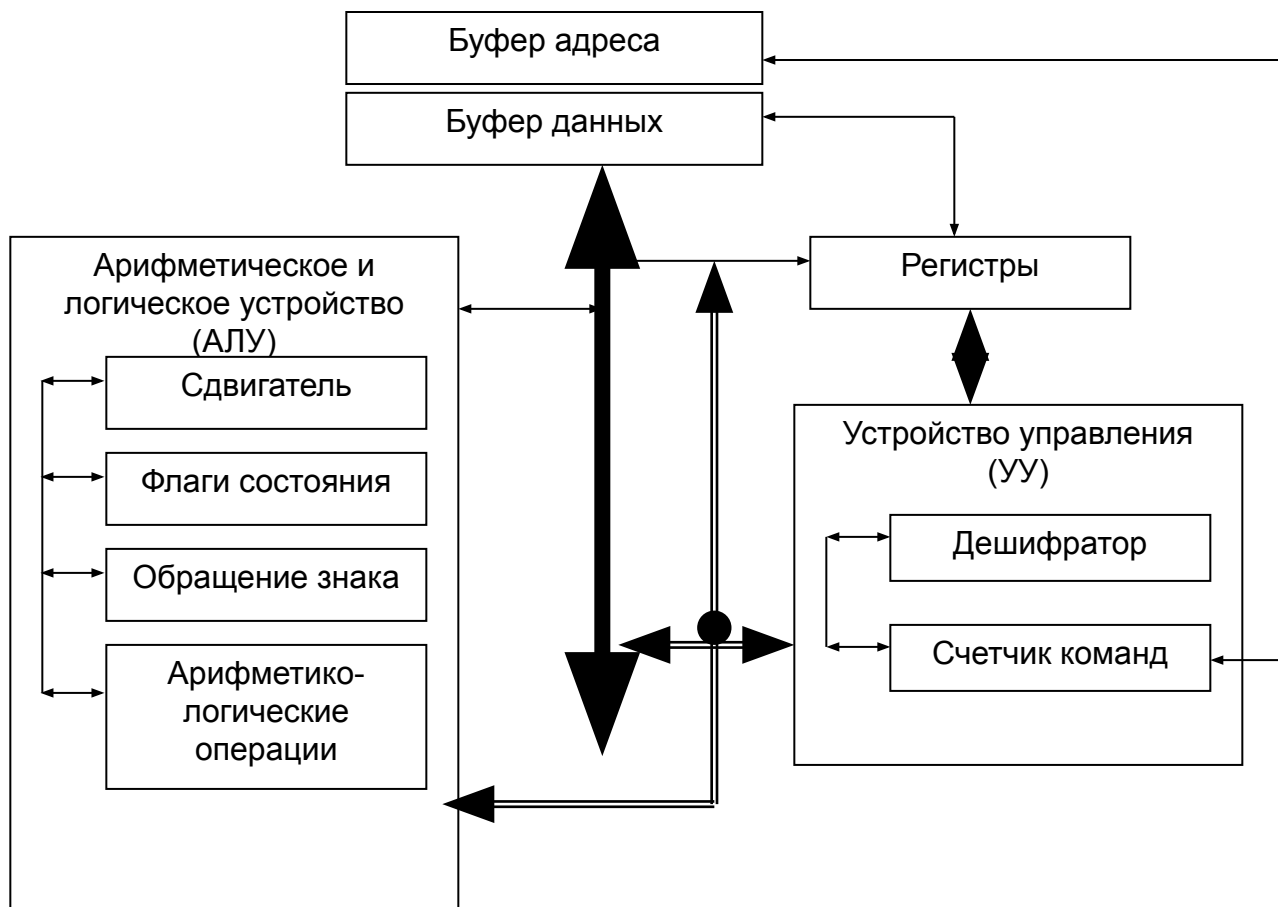 Буфер адреса
Буфер данных
Арифметическое и
логическое устройство
(АЛУ)
Сдвигатель
Флаги состояния
Обращение знака
Арифметико-
логические
операции
Регистры
Устройство управления
(УУ)
Дешифратор
Счетчик команд